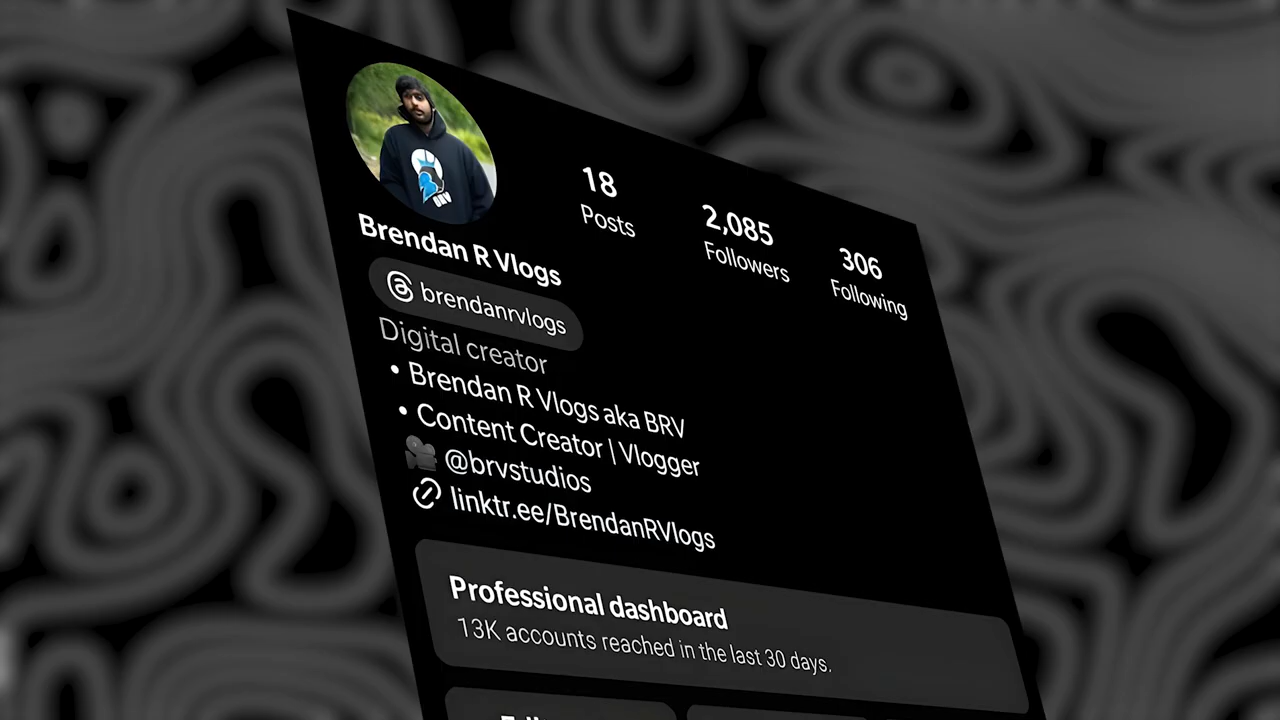 18
Posts
2,085
Followers
306
Following
Brendan R Vlogs
brendanrvlogs
Digital creator
• Brendan R Vlogs aka BRV
• Content Creator | Vlogger
🎥 @brvstudios
linktr.ee/BrendanRVlogs
Professional dashboard
13K accounts reached in the last 30 days.